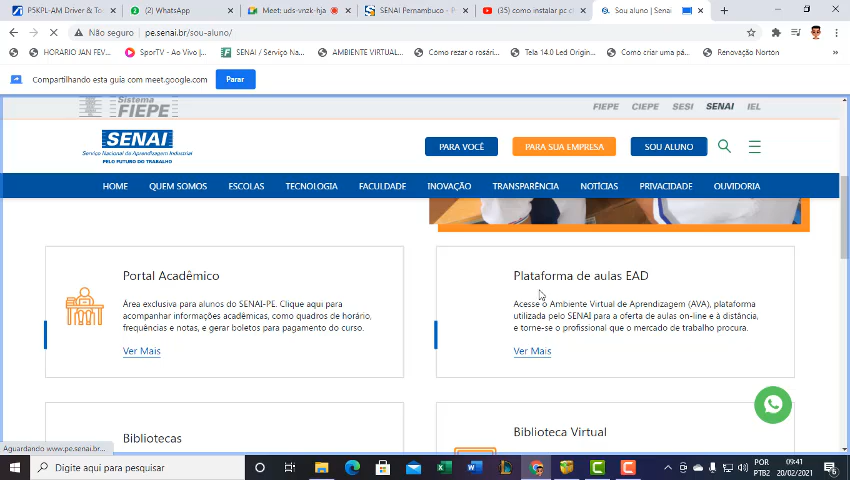 P5KPL-AM Driver & To
(2) WhatsApp
Meet: uds-vnzk-hja
SENAI Pernambuco - P
(35) como instalar pc c
Sou aluno | Senai
Não seguro
pe.senai.br/sou-aluno/
HORARIO JAN FEV...
SporTV - Ao Vivo |...
SENAI / Serviço Na...
AMBIENTE VIRTUAL...
Como rezar o rosári...
Tela 14.0 Led Origin...
Como criar uma pá...
Renovação Norton
»
Compartilhando esta guia com meet.google.com
Parar
Sistema
FIEPE
FIEPE CIEPE SESI SENAI IEL
SENAI
Serviço Nacional de Aprendizagem Industrial
PELO FUTURO DO TRABALHO
PARA VOCÊ
PARA SUA EMPRESA
SOU ALUNO
HOME QUEM SOMOS ESCOLAS TECNOLOGIA FACULDADE INOVAÇÃO TRANSPARÊNCIA NOTÍCIAS PRIVACIDADE OUVIDORIA
Portal Acadêmico
Área exclusiva para alunos do SENAI-PE. Clique aqui para
acompanhar informações acadêmicas, como quadros de horário,
frequências e notas, e gerar boletos para pagamento do curso.
Ver Mais
Plataforma de aulas EAD
Acesse o Ambiente Virtual de Aprendizagem (AVA), plataforma
utilizada pelo SENAI para a oferta de aulas on-line e à distância,
e torne-se o profissional que o mercado de trabalho procura.
Ver Mais
Bibliotecas
Biblioteca Virtual
Aguardando www.pe.senai.br...
Digite aqui para pesquisar
POR
PTB2
09:41
20/02/2021